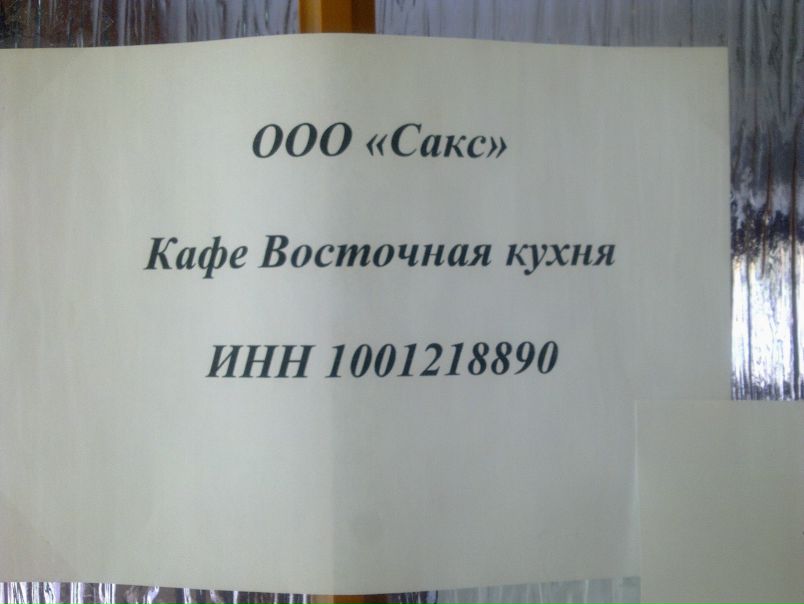 ООО «Сакс»
Кафе Восточная кухня
ИНН 1001218890